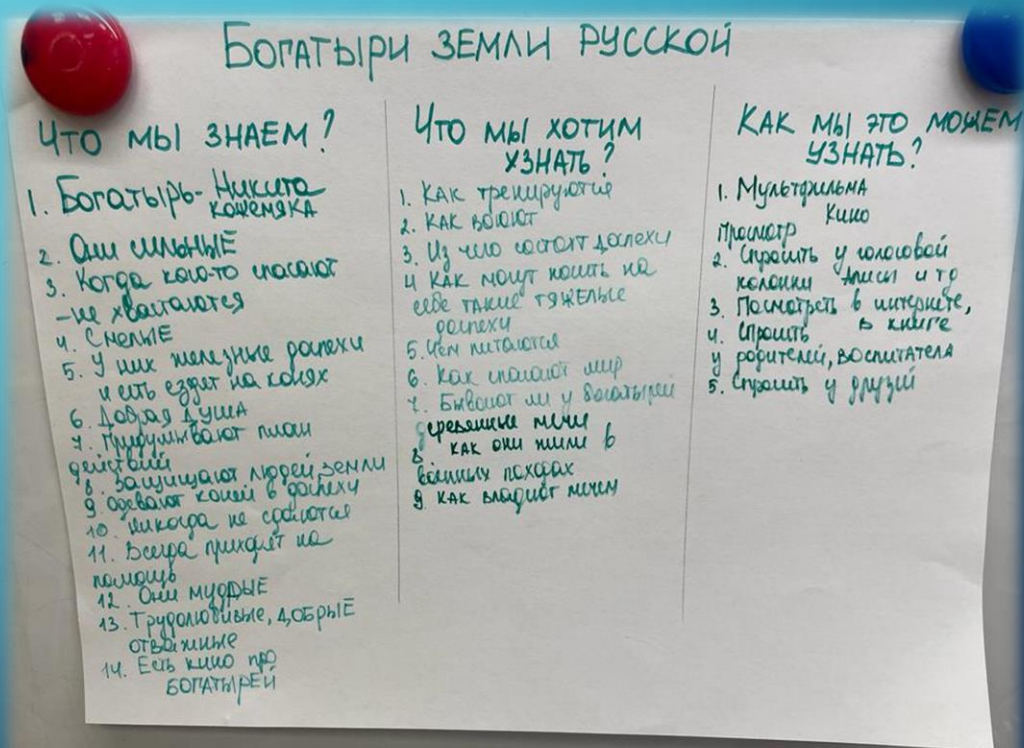 Богатыри земли русской
Что мы знаем?
1. Богатырь - Никита
кожемяка
2. Они сильные
3. Когда кого-то спасают
- не хвастаются
4. Смелые
5. У них железные доспехи
и есть ездят на конях
6. Добрая душа
7. Придумывают план
действий
8. Защищают людей, земли
9. одевают коней в доспехи
10. никогда не сдаются
11. Всегда приходят на
помощь
12. Они мудрые
13. Трудолюбивые, добрые
отважные
14. Есть кино про
богатырей
Что мы хотим
узнать?
1. Как тренируются
2. Как воюют
3. Из чего состоят доспехи
4 Как могут носить на
себе такие тяжелые
доспехи
5. Чем питаются
6. Как спасают мир
7. Бывают ли у богатырей
деревянные мечи
8 как они жили в
военных походах
9. как владеют мечем
Как мы это можем
узнать?
1. Мультфильма
Кино
Просмотр
2. Спросить у голосовой
колонки Алисы и тд
3. Посмотреть в интернете,
в книге
4. Спросить
у родителей, воспитателя
5. Спросить у друзей